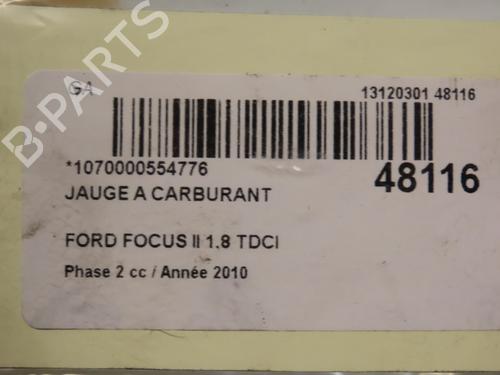 GA
13120301 48116
*1070000554776
48116
JAUGE A CARBURANT
FORD FOCUS II 1.8 TDCI
Phase 2 cc / Année 2010
B-PARTS